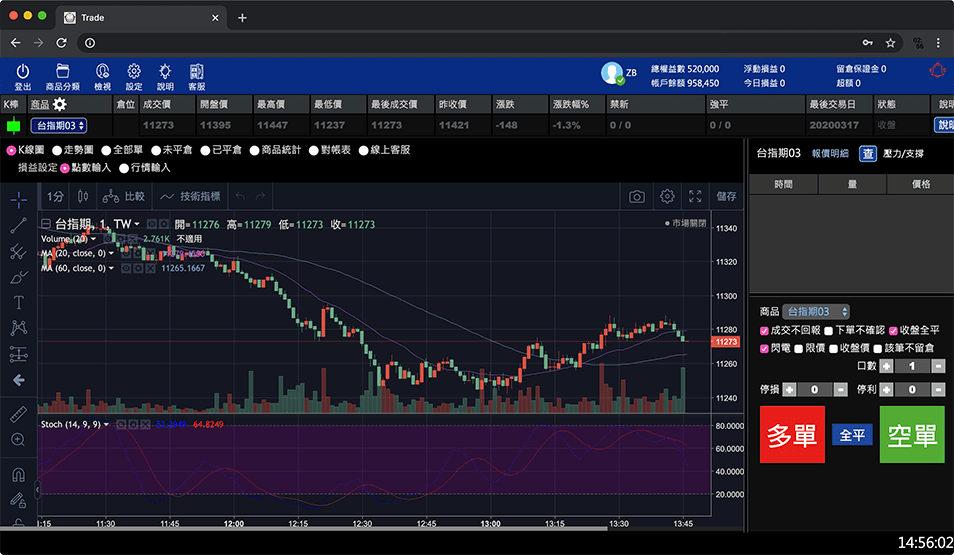 Trade
02:
56
登出 商品分類 檢視 設定 說明 客服
ZB
總權益數 520,000 浮動損益 0 留倉保證金 0
帳戶餘額 958,450 今日損益 0 超額 0
K棒 商品 倉位 成交價 開盤價 最高價 最低價 最後成交價 昨收價 漲跌 漲跌幅% 禁新 強平 最後交易日 狀態 說明
台指期03 11273 11395 11447 11237 11273 11421 -148 -1.3% 0 / 0 0 / 0 20200317 收盤 說明
K線圖 走勢圖 全部單 未平倉 已平倉 商品統計 對帳表 線上客服
損益設定 點數輸入 行情輸入
1分 比較 技術指標 儲存
台指期, 1, TW 開=11276 高=11279 低=11273 收=11273 市場關閉
Volume (20) 2.761K 不適用
MA (20, close, 0)
MA (60, close, 0) 11265.1667
11340
11320
11300
11280
11273
11260
11240
Stoch (14, 9, 9) 64.8249
80.0000
60.0000
40.0000
20.0000
11:30 11:45 12:00 12:15 12:30 12:45 13:00 13:15 13:30 13:45
台指期03 報價明細 查 壓力/支撐
時間 量 價格
商品 台指期03
成交不回報 下單不確認 收盤全平
閃電 限價 收盤價 該筆不留倉
口數 + 1 -
停損 + 0 - 停利 + 0 -
多單 全平 空單
14:56:02